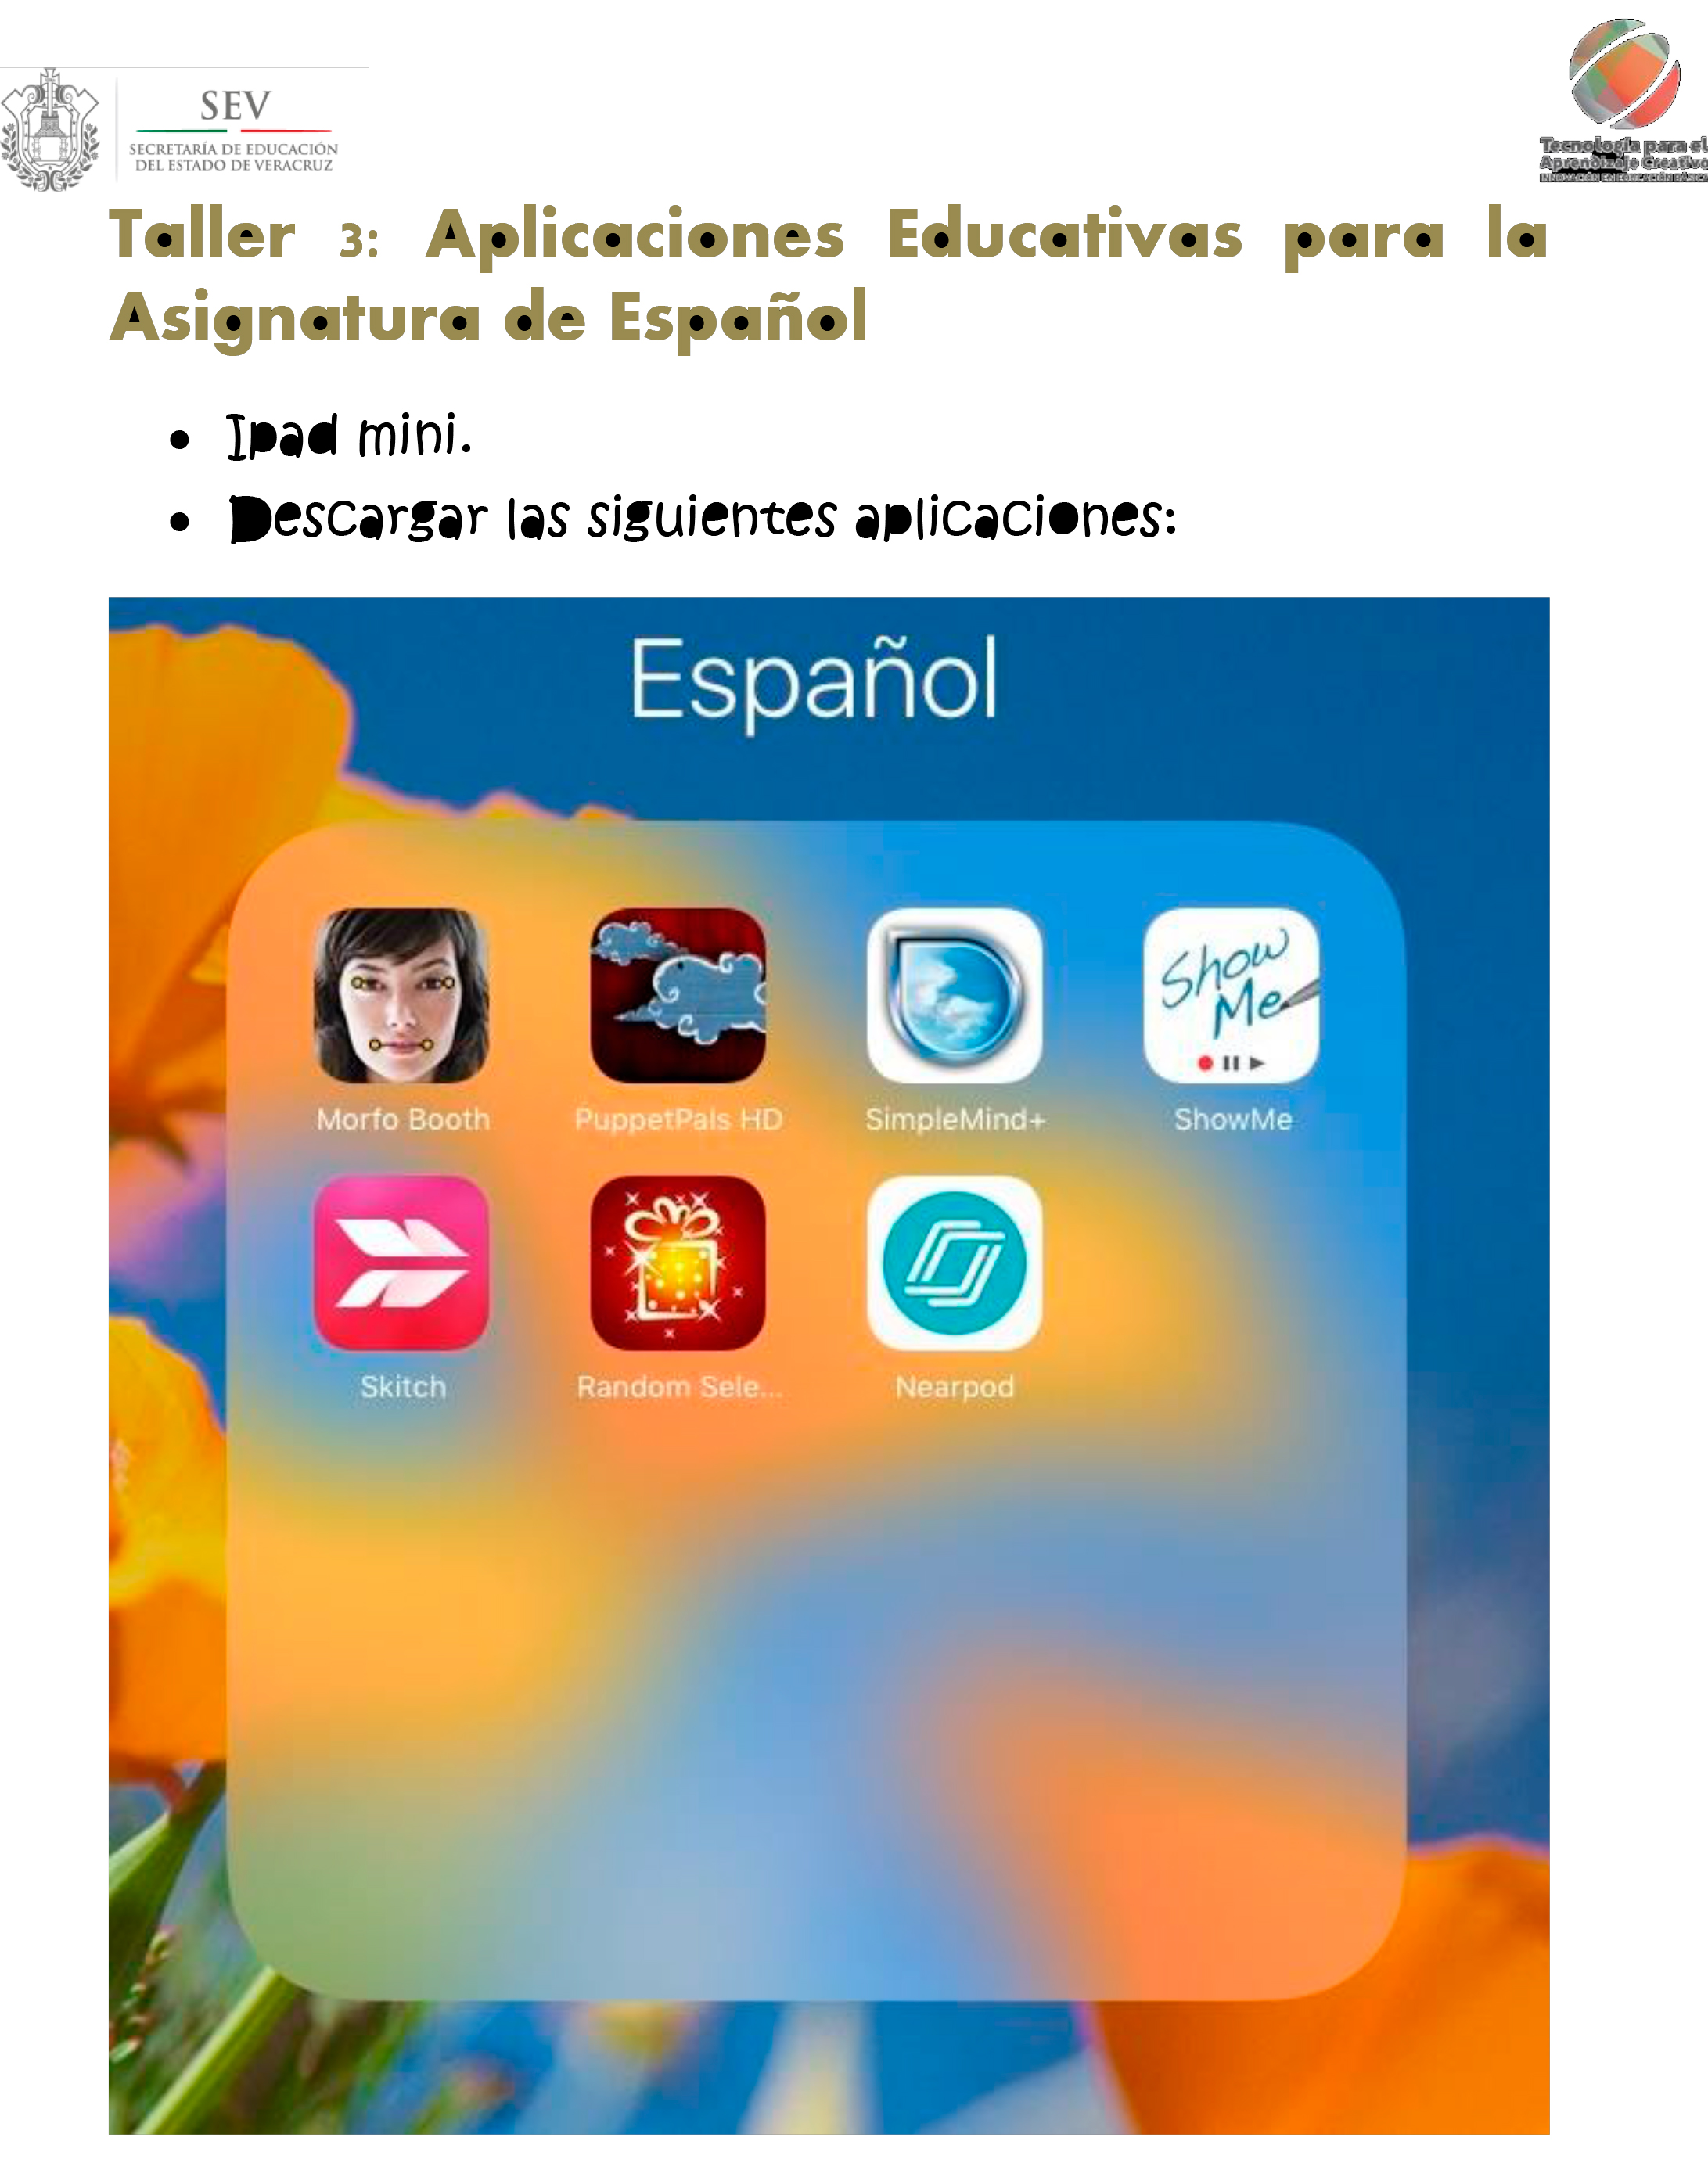 SEV
SECRETARÍA DE EDUCACIÓN
DEL ESTADO DE VERACRUZ
Tecnología para el
Aprendizaje Creativo
Taller 3: Aplicaciones Educativas para la
Asignatura de Español
• Ipad mini.
• Descargar las siguientes aplicaciones:
Español
Show
Me
Morfo Booth PuppetPals HD SimpleMind+ ShowMe
Skitch Random Sele... Nearpod